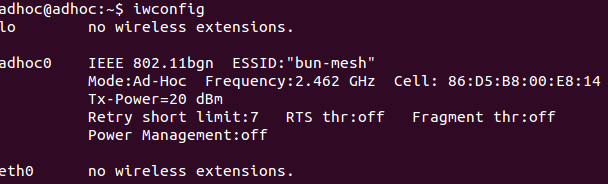 adhoc@adhoc:~$ iwconfig
lo        no wireless extensions.
adhoc0    IEEE 802.11bgn  ESSID:"bun-mesh"
Mode:Ad-Hoc  Frequency:2.462 GHz  Cell: 86:D5:B8:00:E8:14
Tx-Power=20 dBm
Retry short limit:7   RTS thr:off   Fragment thr:off
Power Management:off
eth0      no wireless extensions.